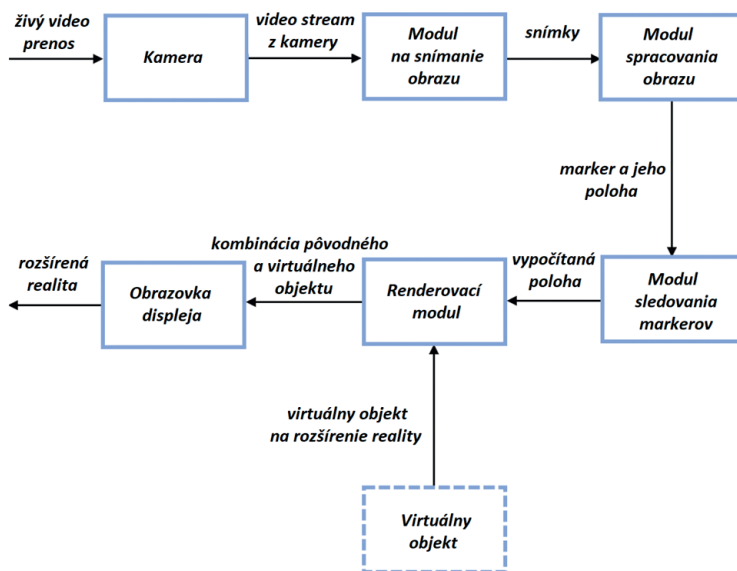 živý video
prenos
Kamera
video stream
z kamery
Modul
na snímanie
obrazu
snímky
Modul
spracovania
obrazu
marker a jeho
poloha
rozšírená
realita
Obrazovka
displeja
kombinácia pôvodného
a virtuálneho
objektu
Renderovací
modul
vypočítaná
poloha
Modul
sledovania
markerov
virtuálny objekt
na rozšírenie reality
Virtuálny
objekt